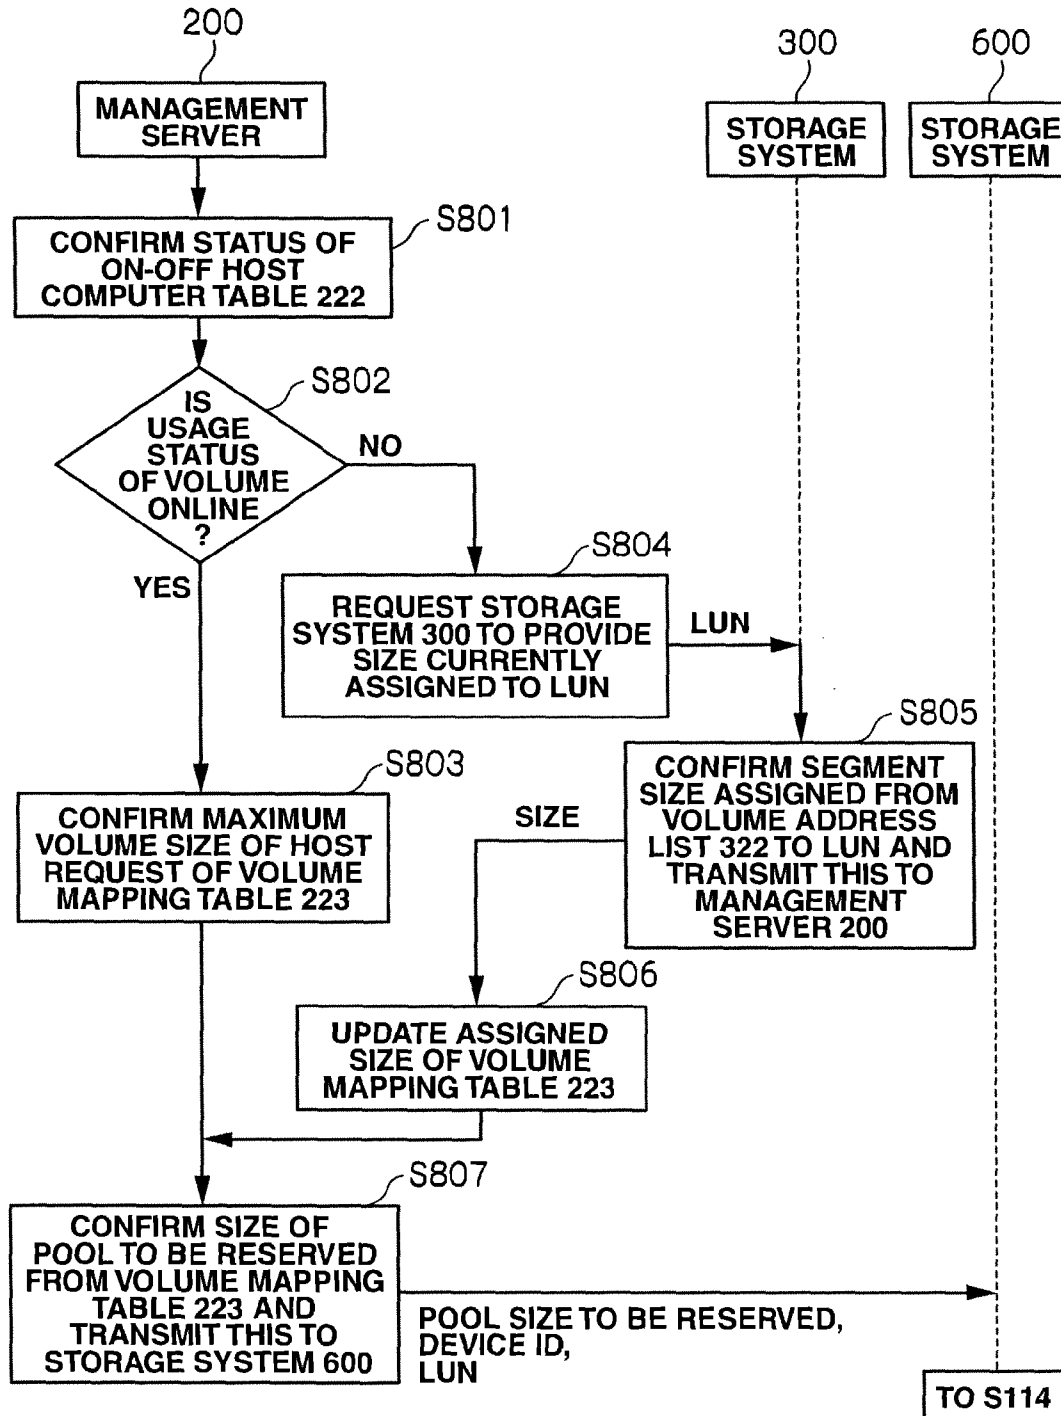 200
300
600
MANAGEMENT
SERVER
STORAGE
SYSTEM
STORAGE
SYSTEM
S801
CONFIRM STATUS OF
ON-OFF HOST
COMPUTER TABLE 222
S802
IS
USAGE
STATUS
OF VOLUME
ONLINE
?
NO
YES
S804
REQUEST STORAGE
SYSTEM 300 TO PROVIDE
SIZE CURRENTLY
ASSIGNED TO LUN
LUN
S805
CONFIRM SEGMENT
SIZE ASSIGNED FROM
VOLUME ADDRESS
LIST 322 TO LUN AND
TRANSMIT THIS TO
MANAGEMENT
SERVER 200
SIZE
S803
CONFIRM MAXIMUM
VOLUME SIZE OF HOST
REQUEST OF VOLUME
MAPPING TABLE 223
S806
UPDATE ASSIGNED
SIZE OF VOLUME
MAPPING TABLE 223
S807
CONFIRM SIZE OF
POOL TO BE RESERVED
FROM VOLUME MAPPING
TABLE 223 AND
TRANSMIT THIS TO
STORAGE SYSTEM 600
POOL SIZE TO BE RESERVED,
DEVICE ID,
LUN
TO S114